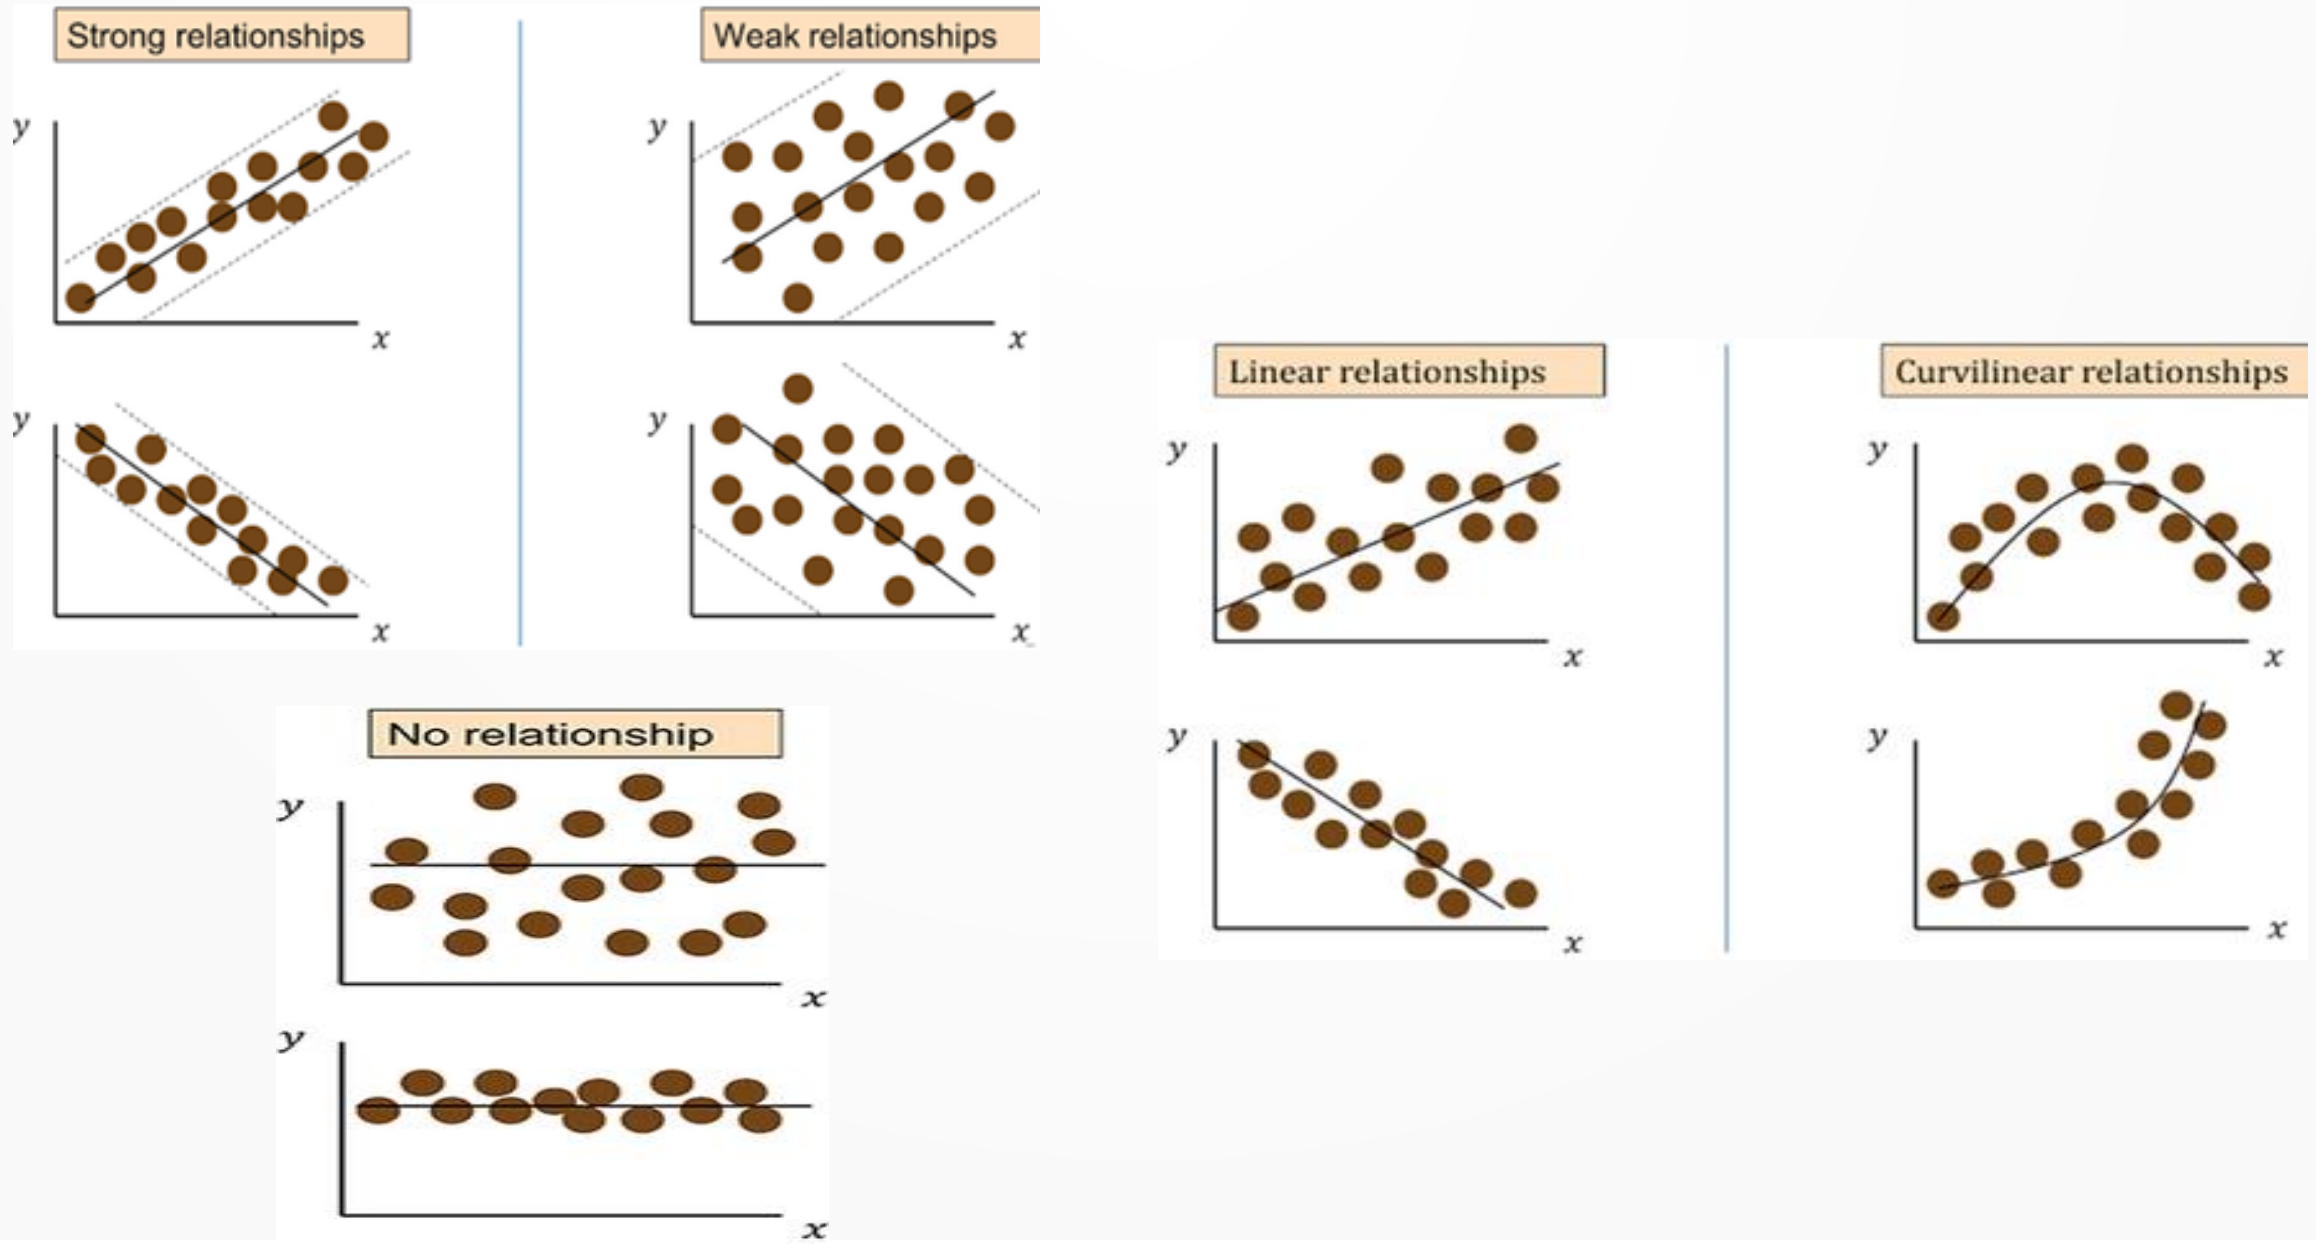 Strong relationships
Weak relationships
y
x
y
x
y
x
y
x
No relationship
y
x
y
x
Linear relationships
Curvilinear relationships
y
x
y
x
y
x
y
x